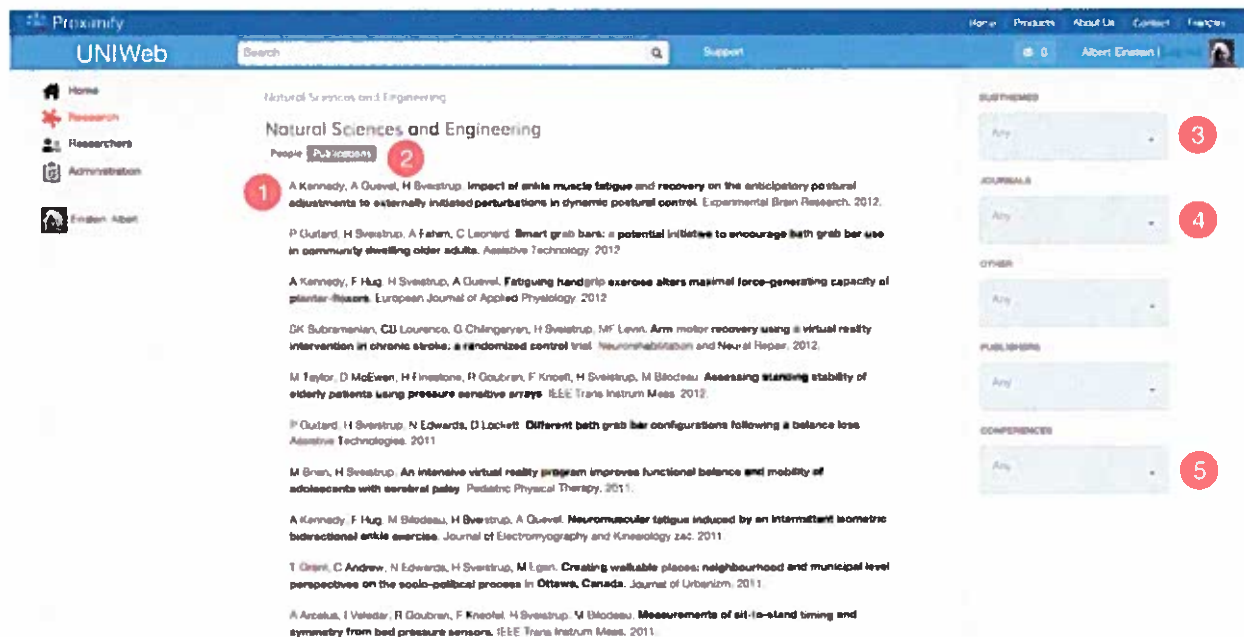 Proximify
Home Products About Us Contact Français
UNIWeb
Search
Support
0
Albert Einstein |
Home
Research
Researchers
Administration
Einstein Albert
Natural Sciences and Engineering
Natural Sciences and Engineering
People Publications
1
2
A Kennedy, A Guevel, H Sveistrup. Impact of ankle muscle fatigue and recovery on the anticipatory postural
adjustments to externally initiated perturbations in dynamic postural control. Experimental Brain Research. 2012.
P Guitard, H Sveistrup, A Fahim, C Leonard. Smart grab bars: a potential initiative to encourage bath grab bar use
in community dwelling older adults. Assistive Technology. 2012
A Kennedy, F Hug, H Sveistrup, A Guevel. Fatiguing handgrip exercise alters maximal force-generating capacity of
plantar-flexors. European Journal of Applied Physiology. 2012
SK Subramanian, CB Lourenco, G Chilingaryan, H Sveistrup, MF Levin. Arm motor recovery using a virtual reality
intervention in chronic stroke: a randomized control trial. Neurorehabilitation and Neural Repair. 2012.
M Taylor, D McEwen, H Finestone, R Goubran, F Knoefl, H Sveistrup, M Bilodeau. Assessing standing stability of
elderly patients using pressure sensitive arrays. IEEE Trans Instrum Meas. 2012.
P Guitard, H Sveistrup, N Edwards, D Lockett. Different bath grab bar configurations following a balance loss
Assistive Technologies. 2011
M Brien, H Sveistrup. An intensive virtual reality program improves functional balance and mobility of
adolescents with cerebral palsy. Pediatric Physical Therapy. 2011.
A Kennedy, F Hug, M Bilodeau, H Sveistrup, A Guevel. Neuromuscular fatigue induced by an intermittent isometric
bidirectional ankle exercise. Journal of Electromyography and Kinesiology zac. 2011.
T Grant, C Andrew, N Edwards, H Sveistrup, M Egan. Creating walkable places: neighbourhood and municipal level
perspectives on the socio-political process in Ottawa, Canada. Journal of Urbanizm. 2011.
A Arcelus, I Veledar, R Goubran, F Knoefel, H Sveistrup, M Bilodeau. Measurements of sit-to-stand timing and
symmetry from bed pressure sensors. IEEE Trans Instrum Meas. 2011.
SUBTHEMES
Any
3
JOURNALS
Any
4
OTHER
Any
PUBLISHERS
Any
CONFERENCES
Any
5